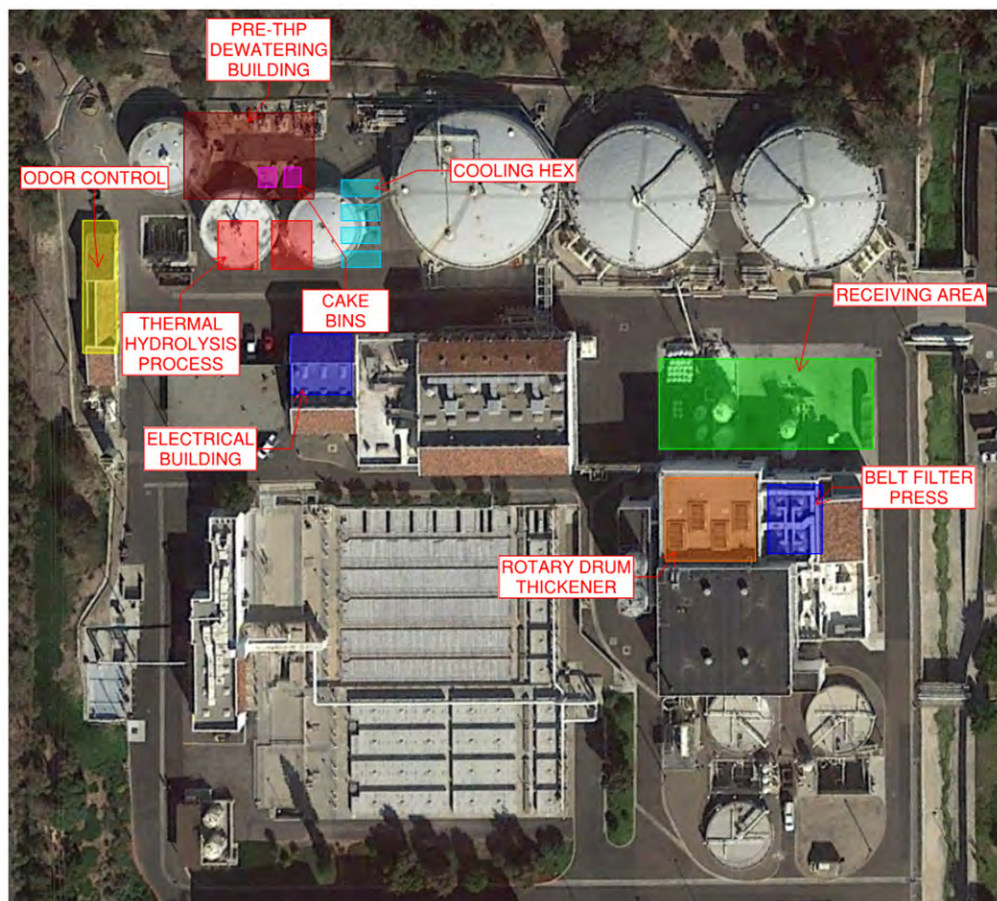 PRE-THP
DEWATERING
BUILDING
ODOR CONTROL
COOLING HEX
CAKE
BINS
RECEIVING AREA
THERMAL
HYDROLYSIS
PROCESS
ELECTRICAL
BUILDING
BELT FILTER
PRESS
ROTARY DRUM
THICKENER